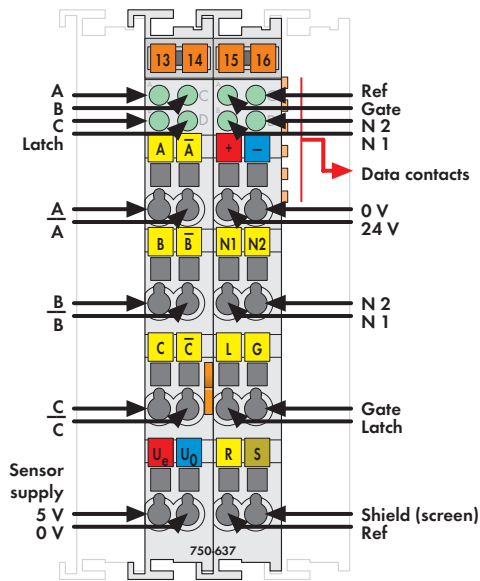 13 14 15 16
A
B
C
Latch
Ref
Gate
N 2
N 1
C
D
A A̅ + −
Data contacts
A
A̅
0 V
24 V
B B̅ N1 N2
B
B̅
N 2
N 1
C C̅ L G
C
C̅
Gate
Latch
Ue U0 R S
Sensor
supply
5 V
0 V
Shield (screen)
Ref
750-637